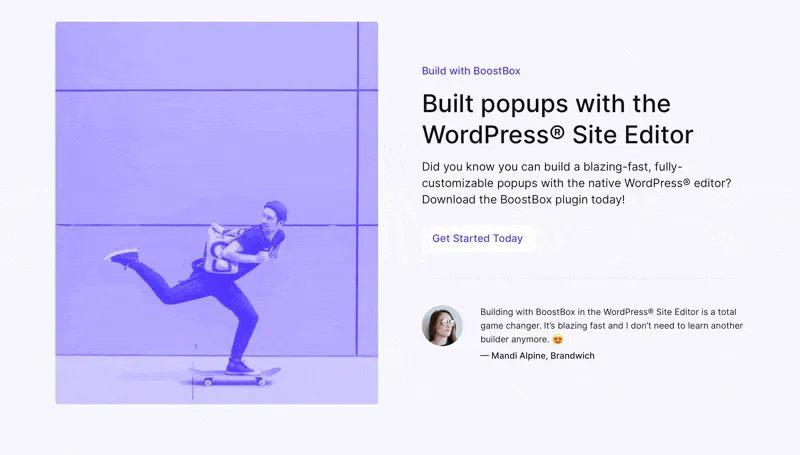 Build with BoostBox
Built popups with the
WordPress® Site Editor
Did you know you can build a blazing-fast, fully-
customizable popups with the native WordPress® editor?
Download the BoostBox plugin today!
Get Started Today
Building with BoostBox in the WordPress® Site Editor is a total
game changer. It's blazing fast and I don't need to learn another
builder anymore. 😍
— Mandi Alpine, Brandwich